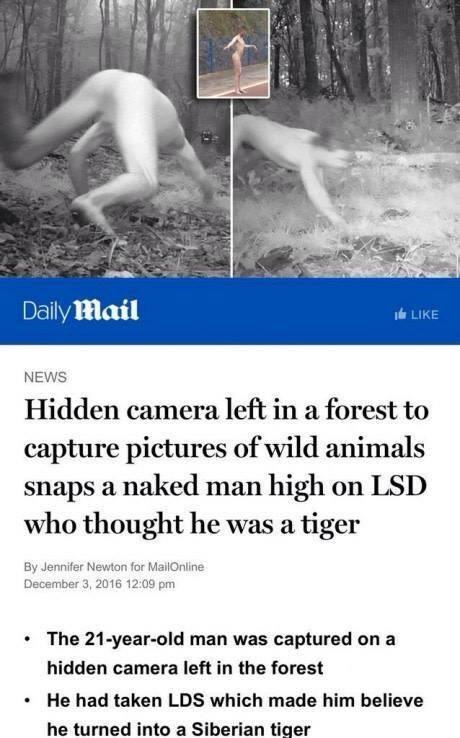 Daily Mail
LIKE
NEWS
Hidden camera left in a forest to
capture pictures of wild animals
snaps a naked man high on LSD
who thought he was a tiger
By Jennifer Newton for MailOnline
December 3, 2016 12:09 pm
• The 21-year-old man was captured on a
hidden camera left in the forest
• He had taken LDS which made him believe
he turned into a Siberian tiger